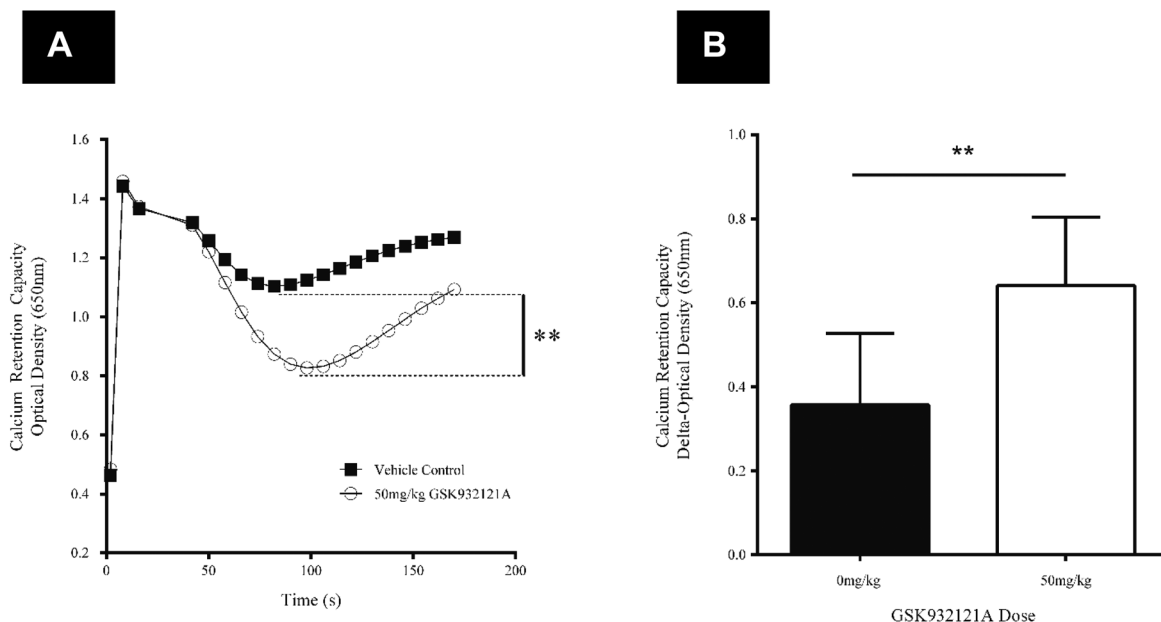 A
B
Calcium Retention Capacity
Optical Density (650nm)
1.6
1.4
1.2
1.0
0.8
0.6
0.4
0.2
**
Vehicle Control
50mg/kg GSK932121A
0
50
100
150
200
Time (s)
Calcium Retention Capacity
Delta-Optical Density (650nm)
1.0
0.8
0.6
0.4
0.2
0.0
**
0mg/kg
50mg/kg
GSK932121A Dose